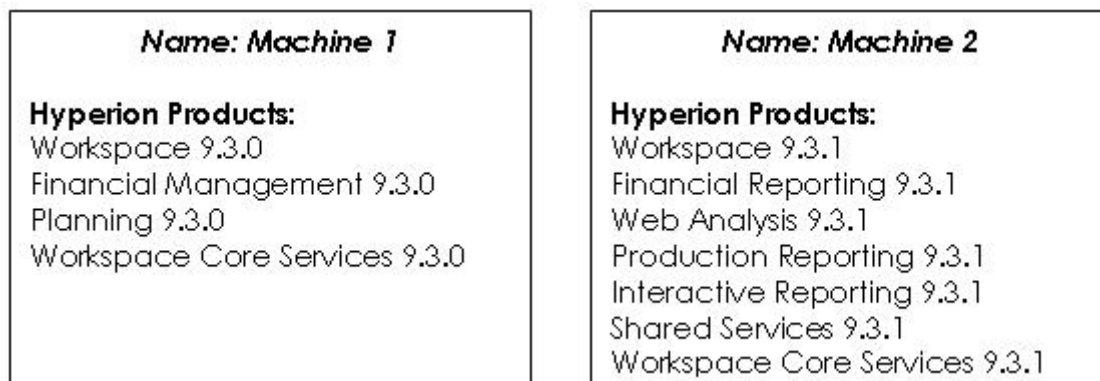 Name: Machine 1
Hyperion Products:
Workspace 9.3.0
Financial Management 9.3.0
Planning 9.3.0
Workspace Core Services 9.3.0
Name: Machine 2
Hyperion Products:
Workspace 9.3.1
Financial Reporting 9.3.1
Web Analysis 9.3.1
Production Reporting 9.3.1
Interactive Reporting 9.3.1
Shared Services 9.3.1
Workspace Core Services 9.3.1